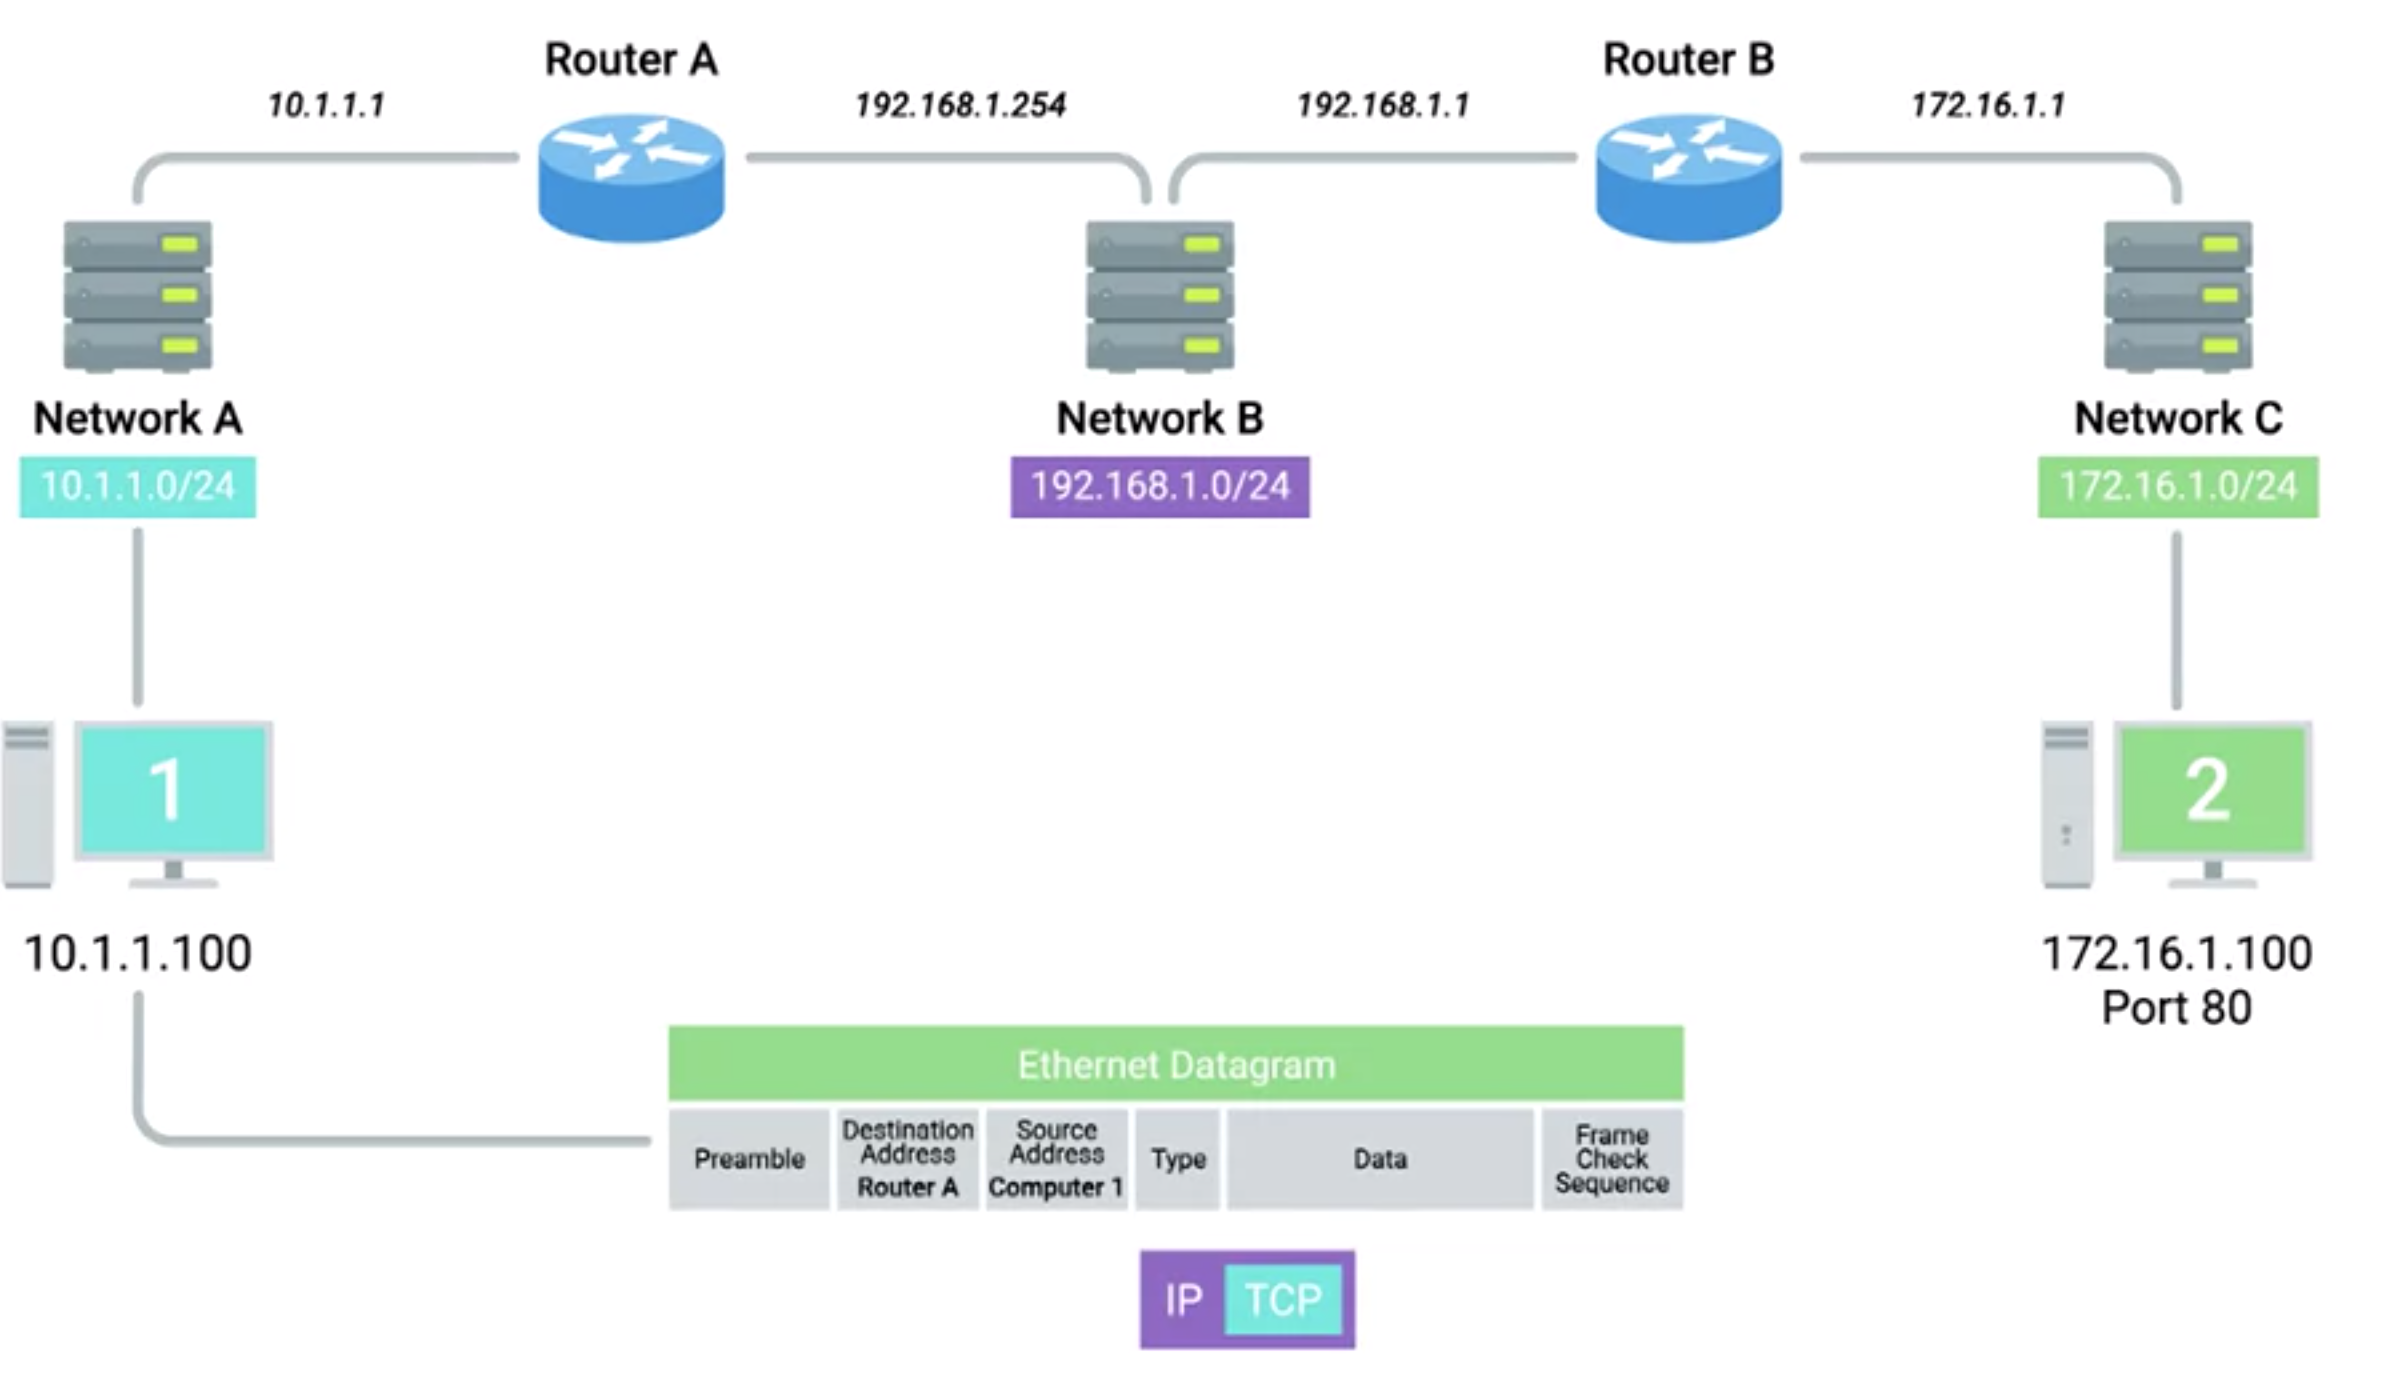 Router A
Router B
10.1.1.1
192.168.1.254
192.168.1.1
172.16.1.1
Network A
Network B
Network C
10.1.1.0/24
192.168.1.0/24
172.16.1.0/24
1
2
10.1.1.100
172.16.1.100
Port 80
Ethernet Datagram
Preamble
Destination
Address
Router A
Source
Address
Computer 1
Type
Data
Frame
Check
Sequence
IP
TCP